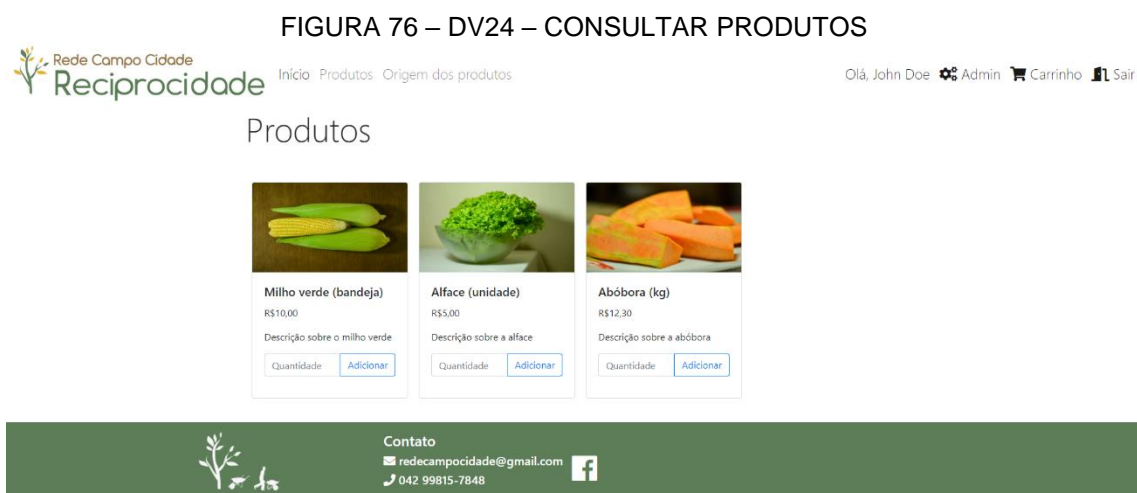 FIGURA 76 – DV24 – CONSULTAR PRODUTOS
Rede Campo Cidade
Reciprocidade
Início Produtos Origem dos produtos
Olá, John Doe Admin Carrinho Sair
Produtos
Milho verde (bandeja)
R$10,00
Descrição sobre o milho verde
Quantidade Adicionar
Alface (unidade)
R$5,00
Descrição sobre a alface
Quantidade Adicionar
Abóbora (kg)
R$12,30
Descrição sobre a abóbora
Quantidade Adicionar
Contato
redecampocidade@gmail.com
042 99815-7848